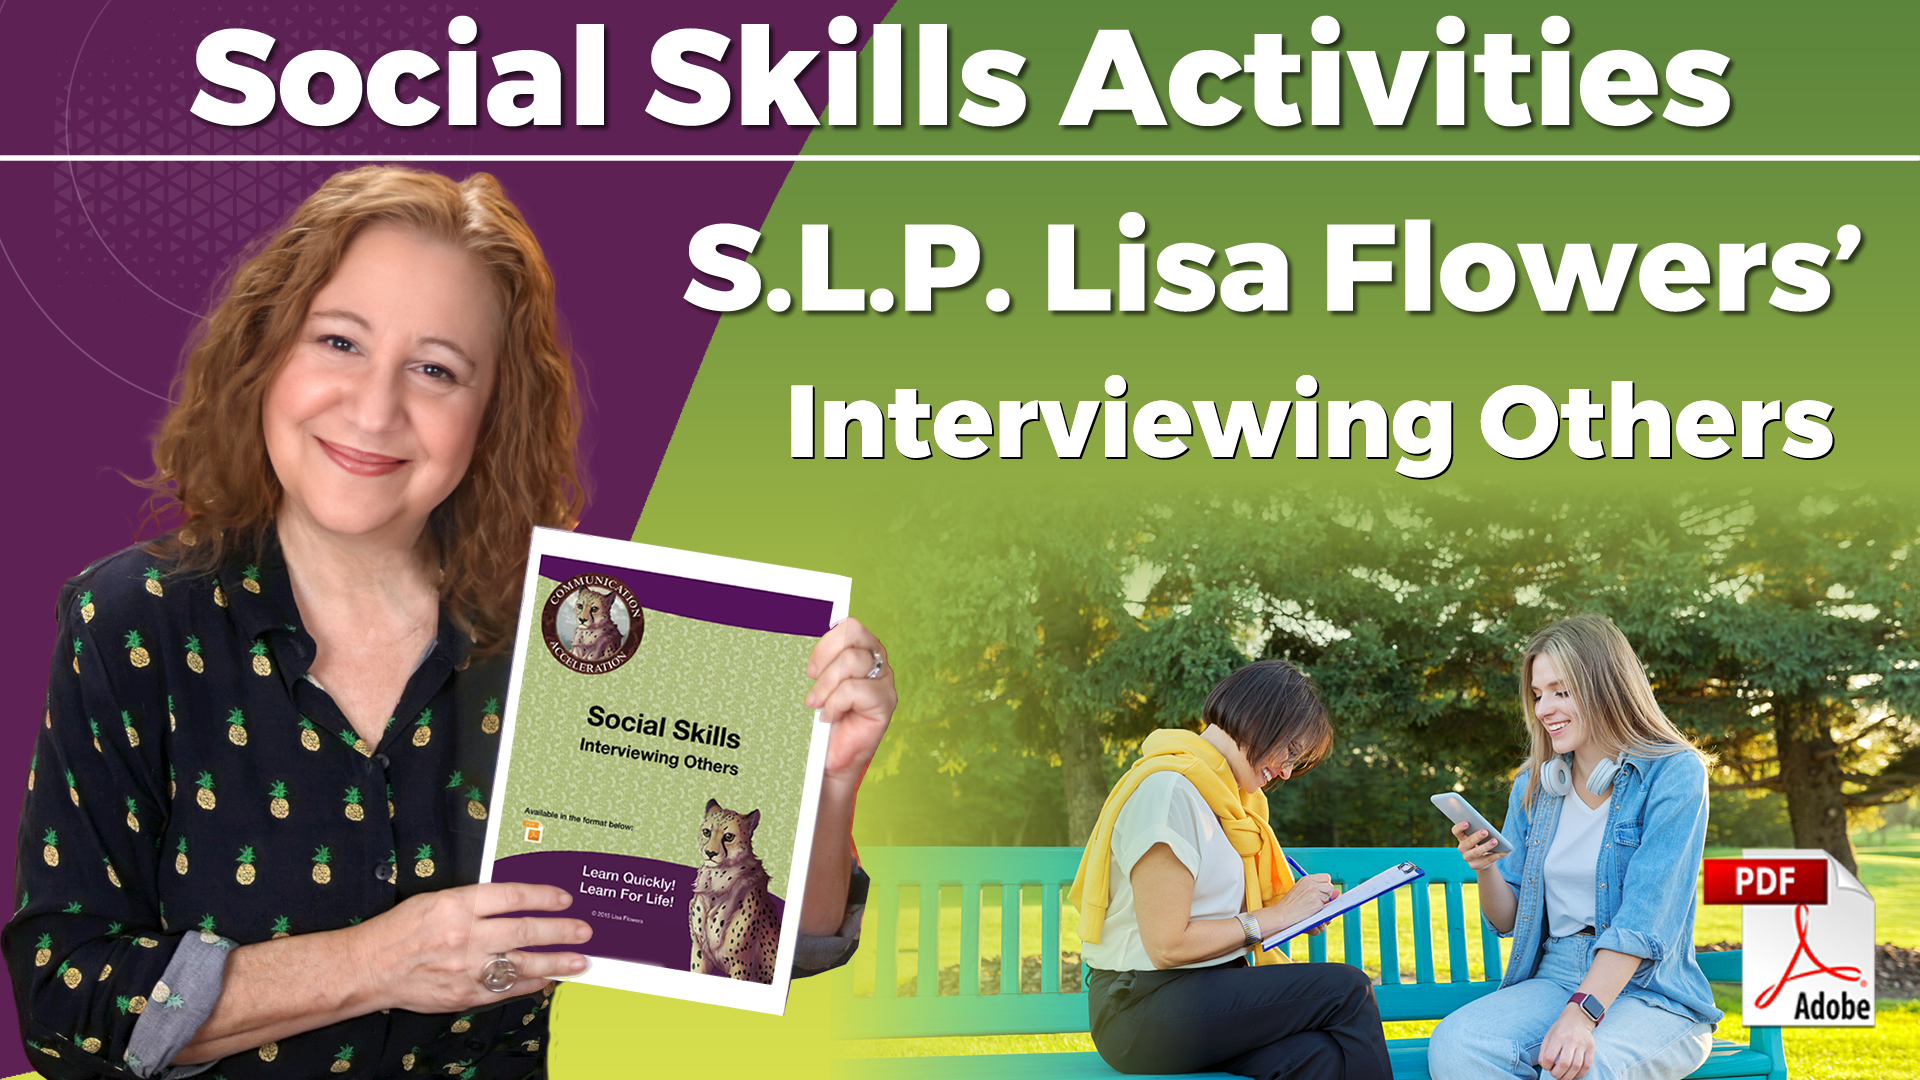 Social Skills Activities
S.L.P. Lisa Flowers’
Interviewing Others
COMMUNICATION
ACCELERATION
Social Skills
Interviewing Others
Available in the format below:
Learn Quickly!
Learn For Life!
© 2015 Lisa Flowers
PDF
Adobe